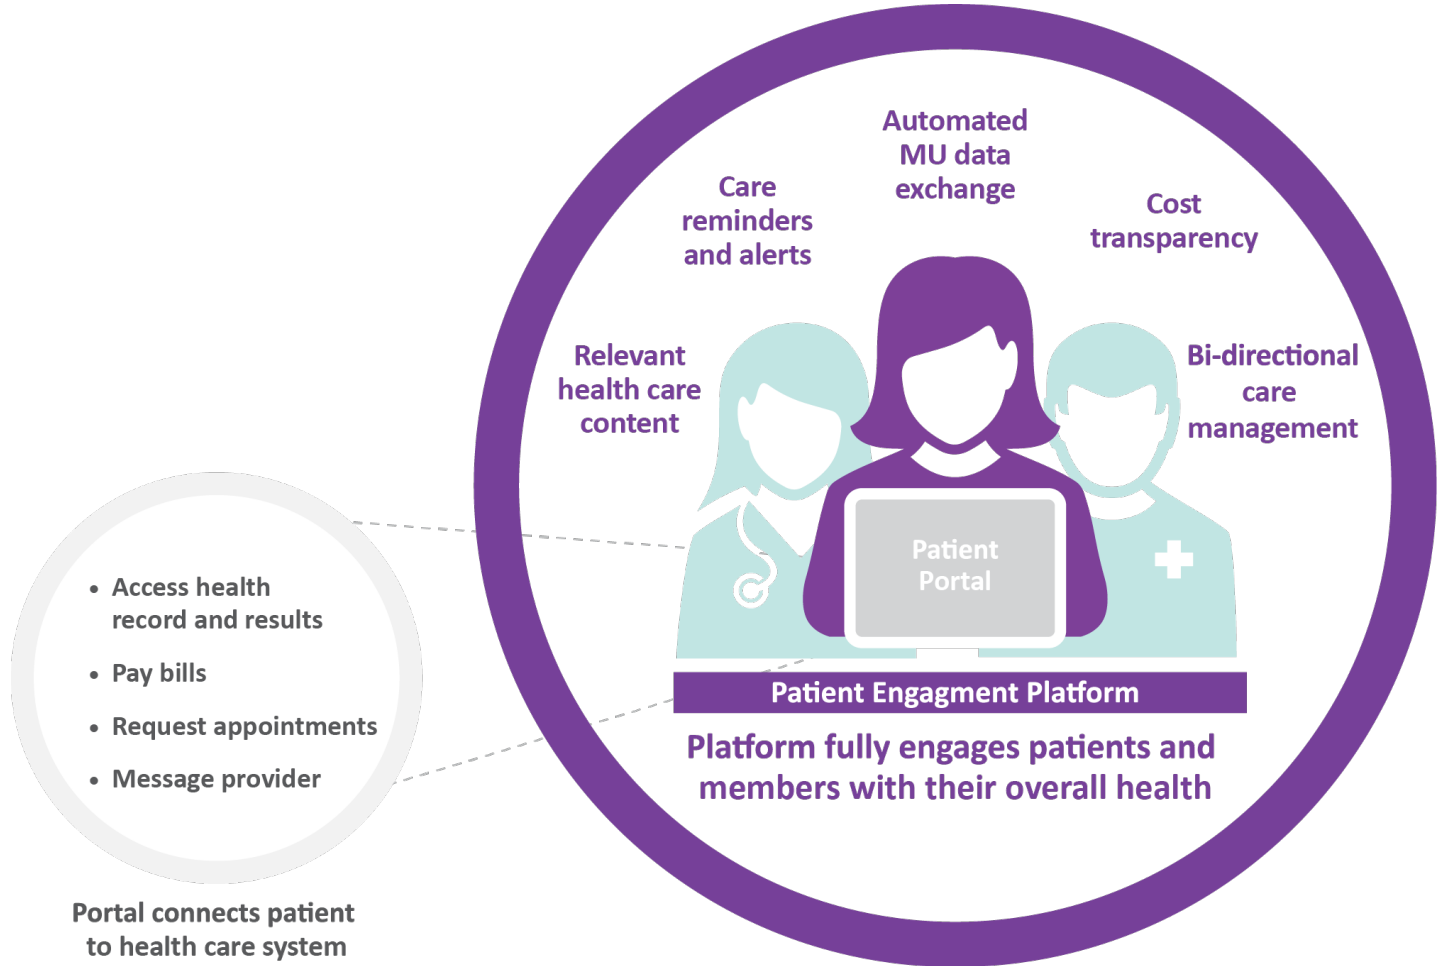 Automated
MU data
exchange
Care
reminders
and alerts
Cost
transparency
Relevant
health care
content
Bi-directional
care
management
Patient
Portal
• Access health
record and results
• Pay bills
• Request appointments
• Message provider
Patient Engagment Platform
Platform fully engages patients and
members with their overall health
Portal connects patient
to health care system